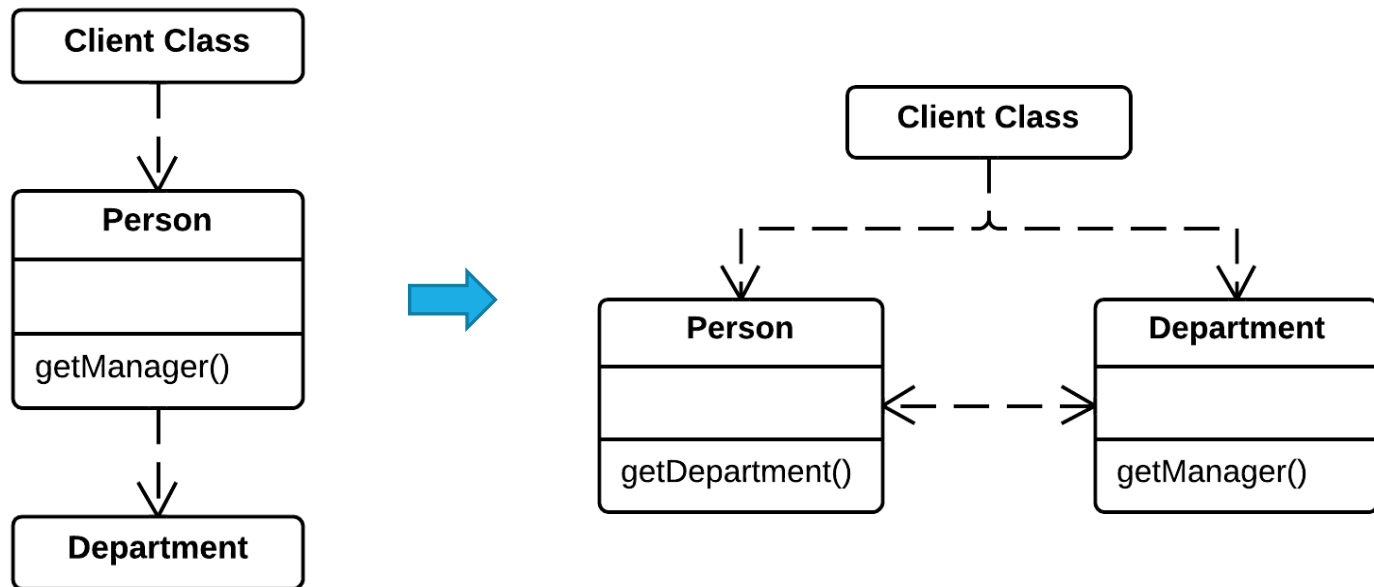 Client Class
Person
getManager()
Department
Client Class
Person
getDepartment()
Department
getManager()